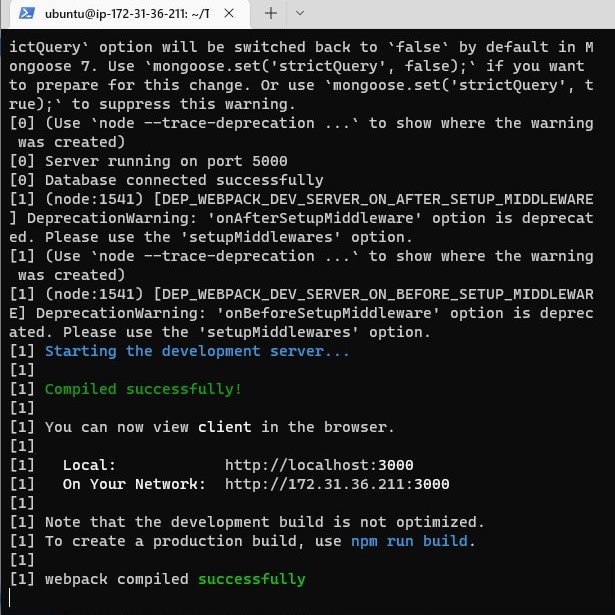 ubuntu@ip-172-31-36-211: ~/T
ictQuery` option will be switched back to `false` by default in M
ongoose 7. Use `mongoose.set('strictQuery', false);` if you want
to prepare for this change. Or use `mongoose.set('strictQuery', t
rue);` to suppress this warning.
[0] (Use `node --trace-deprecation ...` to show where the warning
 was created)
[0] Server running on port 5000
[0] Database connected successfully
[1] (node:1541) [DEP_WEBPACK_DEV_SERVER_ON_AFTER_SETUP_MIDDLEWARE
] DeprecationWarning: 'onAfterSetupMiddleware' option is deprecat
ed. Please use the 'setupMiddlewares' option.
[1] (Use `node --trace-deprecation ...` to show where the warning
 was created)
[1] (node:1541) [DEP_WEBPACK_DEV_SERVER_ON_BEFORE_SETUP_MIDDLEWAR
E] DeprecationWarning: 'onBeforeSetupMiddleware' option is deprec
ated. Please use the 'setupMiddlewares' option.
[1] Starting the development server...
[1]
[1] Compiled successfully!
[1]
[1] You can now view client in the browser.
[1]
[1]   Local:            http://localhost:3000
[1]   On Your Network:  http://172.31.36.211:3000
[1]
[1] Note that the development build is not optimized.
[1] To create a production build, use npm run build.
[1]
[1] webpack compiled successfully